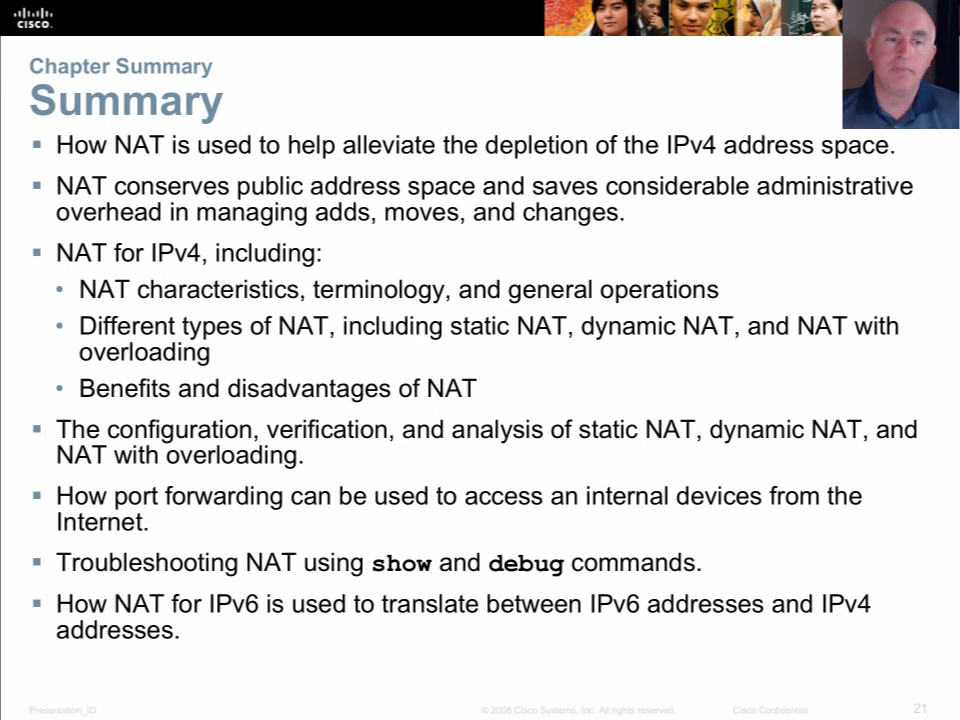 CISCO
Chapter Summary
Summary
▪ How NAT is used to help alleviate the depletion of the IPv4 address space.
▪ NAT conserves public address space and saves considerable administrative
overhead in managing adds, moves, and changes.
▪ NAT for IPv4, including:
• NAT characteristics, terminology, and general operations
• Different types of NAT, including static NAT, dynamic NAT, and NAT with
overloading
• Benefits and disadvantages of NAT
▪ The configuration, verification, and analysis of static NAT, dynamic NAT, and
NAT with overloading.
▪ How port forwarding can be used to access an internal devices from the
Internet.
▪ Troubleshooting NAT using show and debug commands.
▪ How NAT for IPv6 is used to translate between IPv6 addresses and IPv4
addresses.
Presentation_ID © 2008 Cisco Systems, Inc. All rights reserved. Cisco Confidential 21